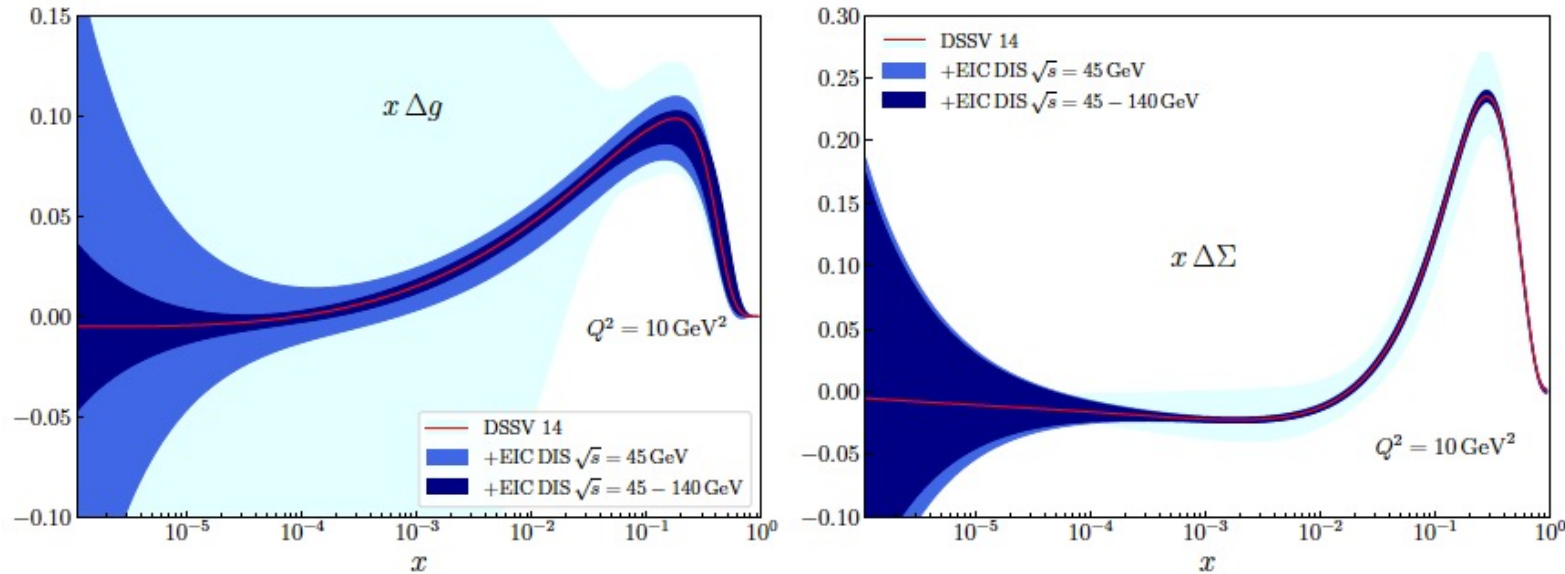 0.15
0.10
0.05
0.00
−0.05
−0.10
x Δg
Q² = 10 GeV²
DSSV 14
+EIC DIS √s = 45 GeV
+EIC DIS √s = 45 − 140 GeV
10⁻⁵ 10⁻⁴ 10⁻³ 10⁻² 10⁻¹ 10⁰
x
0.30
0.25
0.20
0.15
0.10
0.05
0.00
−0.05
−0.10
DSSV 14
+EIC DIS √s = 45 GeV
+EIC DIS √s = 45 − 140 GeV
x ΔΣ
Q² = 10 GeV²
10⁻⁵ 10⁻⁴ 10⁻³ 10⁻² 10⁻¹ 10⁰
x